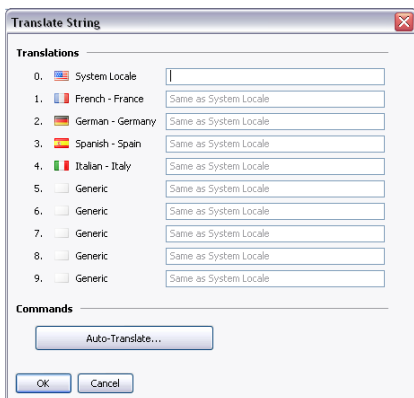 Translate String
Translations
0. System Locale
1. French - France Same as System Locale
2. German - Germany Same as System Locale
3. Spanish - Spain Same as System Locale
4. Italian - Italy Same as System Locale
5. Generic Same as System Locale
6. Generic Same as System Locale
7. Generic Same as System Locale
8. Generic Same as System Locale
9. Generic Same as System Locale
Commands
Auto-Translate...
OK Cancel